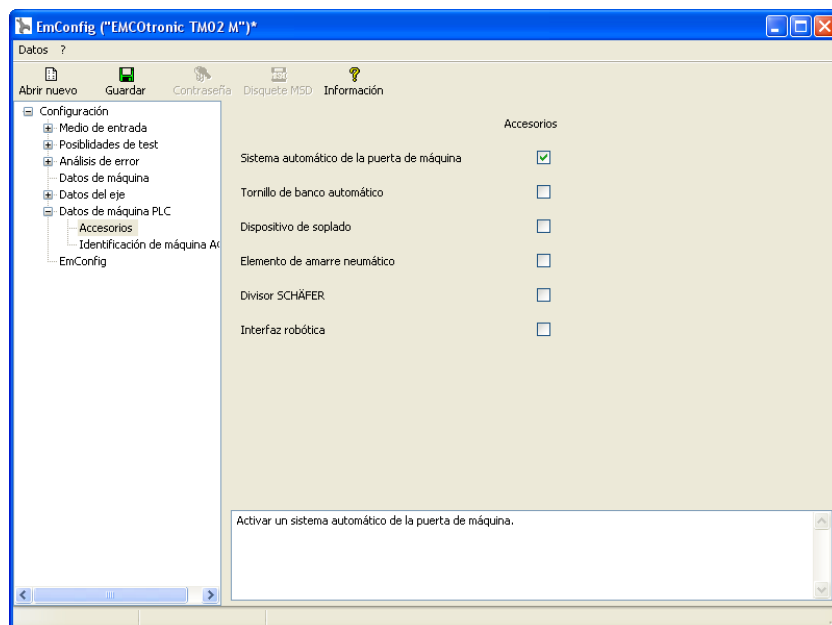 EmConfig ("EMCOtronic TM02 M")*
Datos ?
Abrir nuevo Guardar Contraseña Disquete MSD Información
Configuración
Medio de entrada
Posiblidades de test
Análisis de error
Datos de máquina
Datos del eje
Datos de máquina PLC
Accesorios
Identificación de máquina
EmConfig
Accesorios
Sistema automático de la puerta de máquina
Tornillo de banco automático
Dispositivo de soplado
Elemento de amarre neumático
Divisor SCHÄFER
Interfaz robótica
Activar un sistema automático de la puerta de máquina.